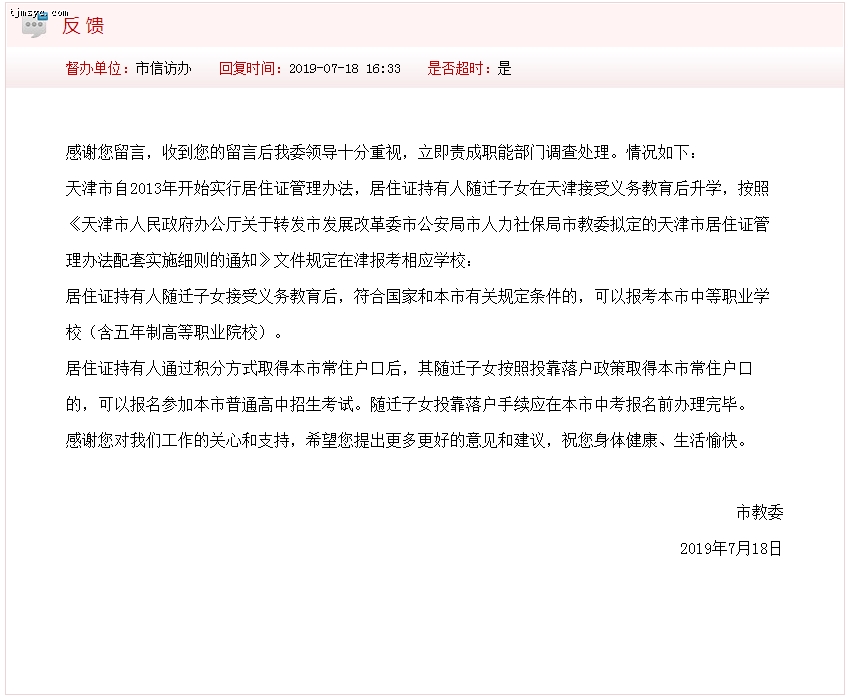 tjmsyc.com
反馈
督办单位：市信访办 回复时间：2019-07-18 16:33 是否超时：是
感谢您留言，收到您的留言后我委领导十分重视，立即责成职能部门调查处理。情况如下：
天津市自2013年开始实行居住证管理办法，居住证持有人随迁子女在天津接受义务教育后升学，按照
《天津市人民政府办公厅关于转发市发展改革委市公安局市人力社保局市教委拟定的天津市居住证管
理办法配套实施细则的通知》文件规定在津报考相应学校：
居住证持有人随迁子女接受义务教育后，符合国家和本市有关规定条件的，可以报考本市中等职业学
校（含五年制高等职业院校）。
居住证持有人通过积分方式取得本市常住户口后，其随迁子女按照投靠落户政策取得本市常住户口
的，可以报名参加本市普通高中招生考试。随迁子女投靠落户手续应在本市中考报名前办理完毕。
感谢您对我们工作的关心和支持，希望您提出更多更好的意见和建议，祝您身体健康、生活愉快。
市教委
2019年7月18日